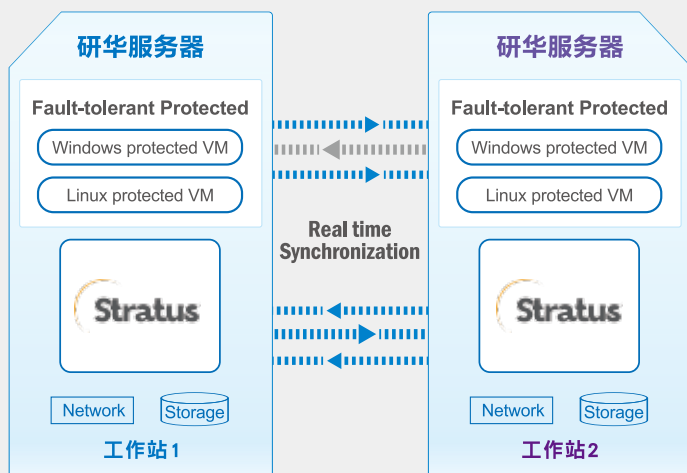 研华服务器
Fault-tolerant Protected
Windows protected VM
Linux protected VM
Stratus
Network
Storage
工作站1
Real time
Synchronization
研华服务器
Fault-tolerant Protected
Windows protected VM
Linux protected VM
Stratus
Network
Storage
工作站2